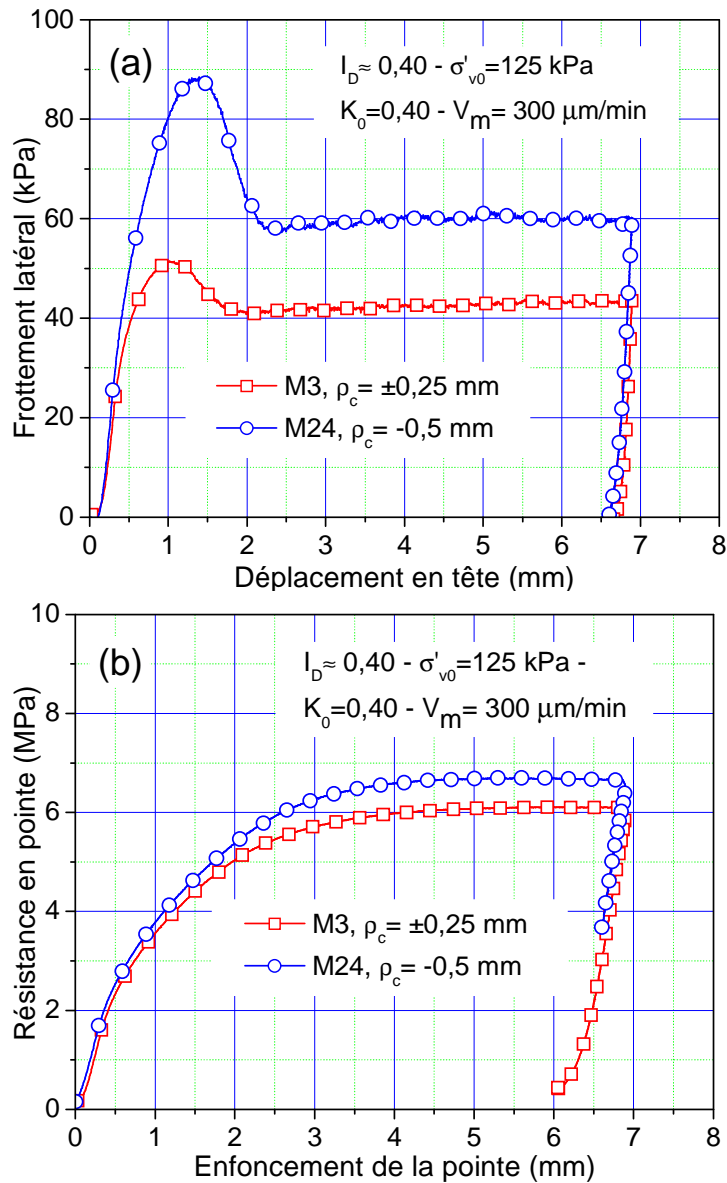 (a)
I_D≈ 0,40 - σ'_v0=125 kPa
K_0=0,40 - V_m= 300 μm/min
100
80
60
40
20
0
Frottement latéral (kPa)
M3, ρ_c= ±0,25 mm
M24, ρ_c= -0,5 mm
0 1 2 3 4 5 6 7 8
Déplacement en tête (mm)
(b)
I_D≈ 0,40 - σ'_v0=125 kPa -
K_0=0,40 - V_m= 300 μm/min
10
8
6
4
2
0
Résistance en pointe (MPa)
M3, ρ_c= ±0,25 mm
M24, ρ_c= -0,5 mm
0 1 2 3 4 5 6 7 8
Enfoncement de la pointe (mm)